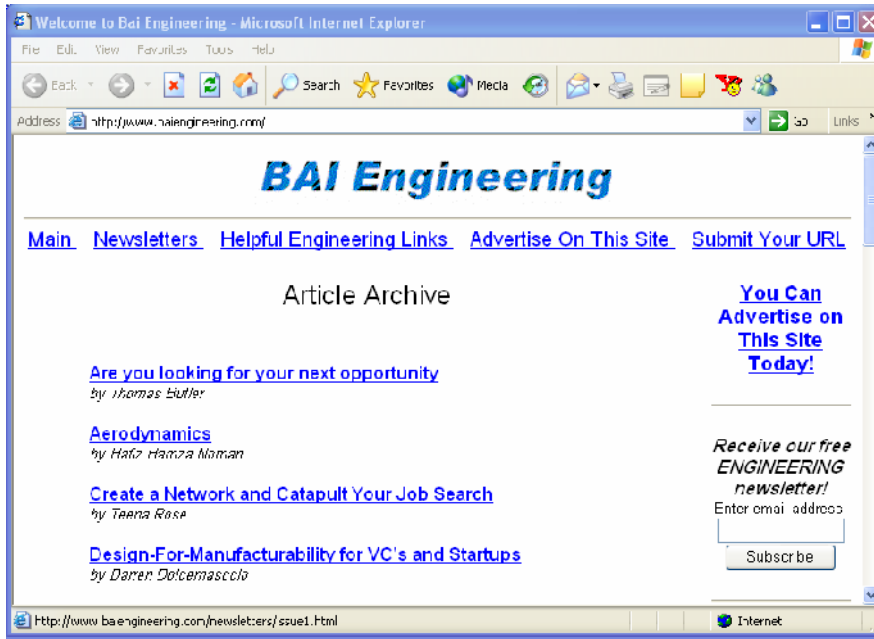 Welcome to Bai Engineering - Microsoft Internet Explorer
File Edit View Favorites Tools Help
Back Search Favorites Media
Address http://www.baiengineering.com/ Go Links
BAI Engineering
Main Newsletters Helpful Engineering Links Advertise On This Site Submit Your URL
Article Archive
You Can
Advertise on
This Site
Today!
Are you looking for your next opportunity
by Thomas Butler
Aerodynamics
by Hafiz Hamza Noman
Create a Network and Catapult Your Job Search
by Teena Rose
Design-For-Manufacturability for VC's and Startups
by Darren Dolcemascolo
Receive our free
ENGINEERING
newsletter!
Enter email address
Subscribe
http://www.baiengineering.com/newsletters/issue1.html Internet